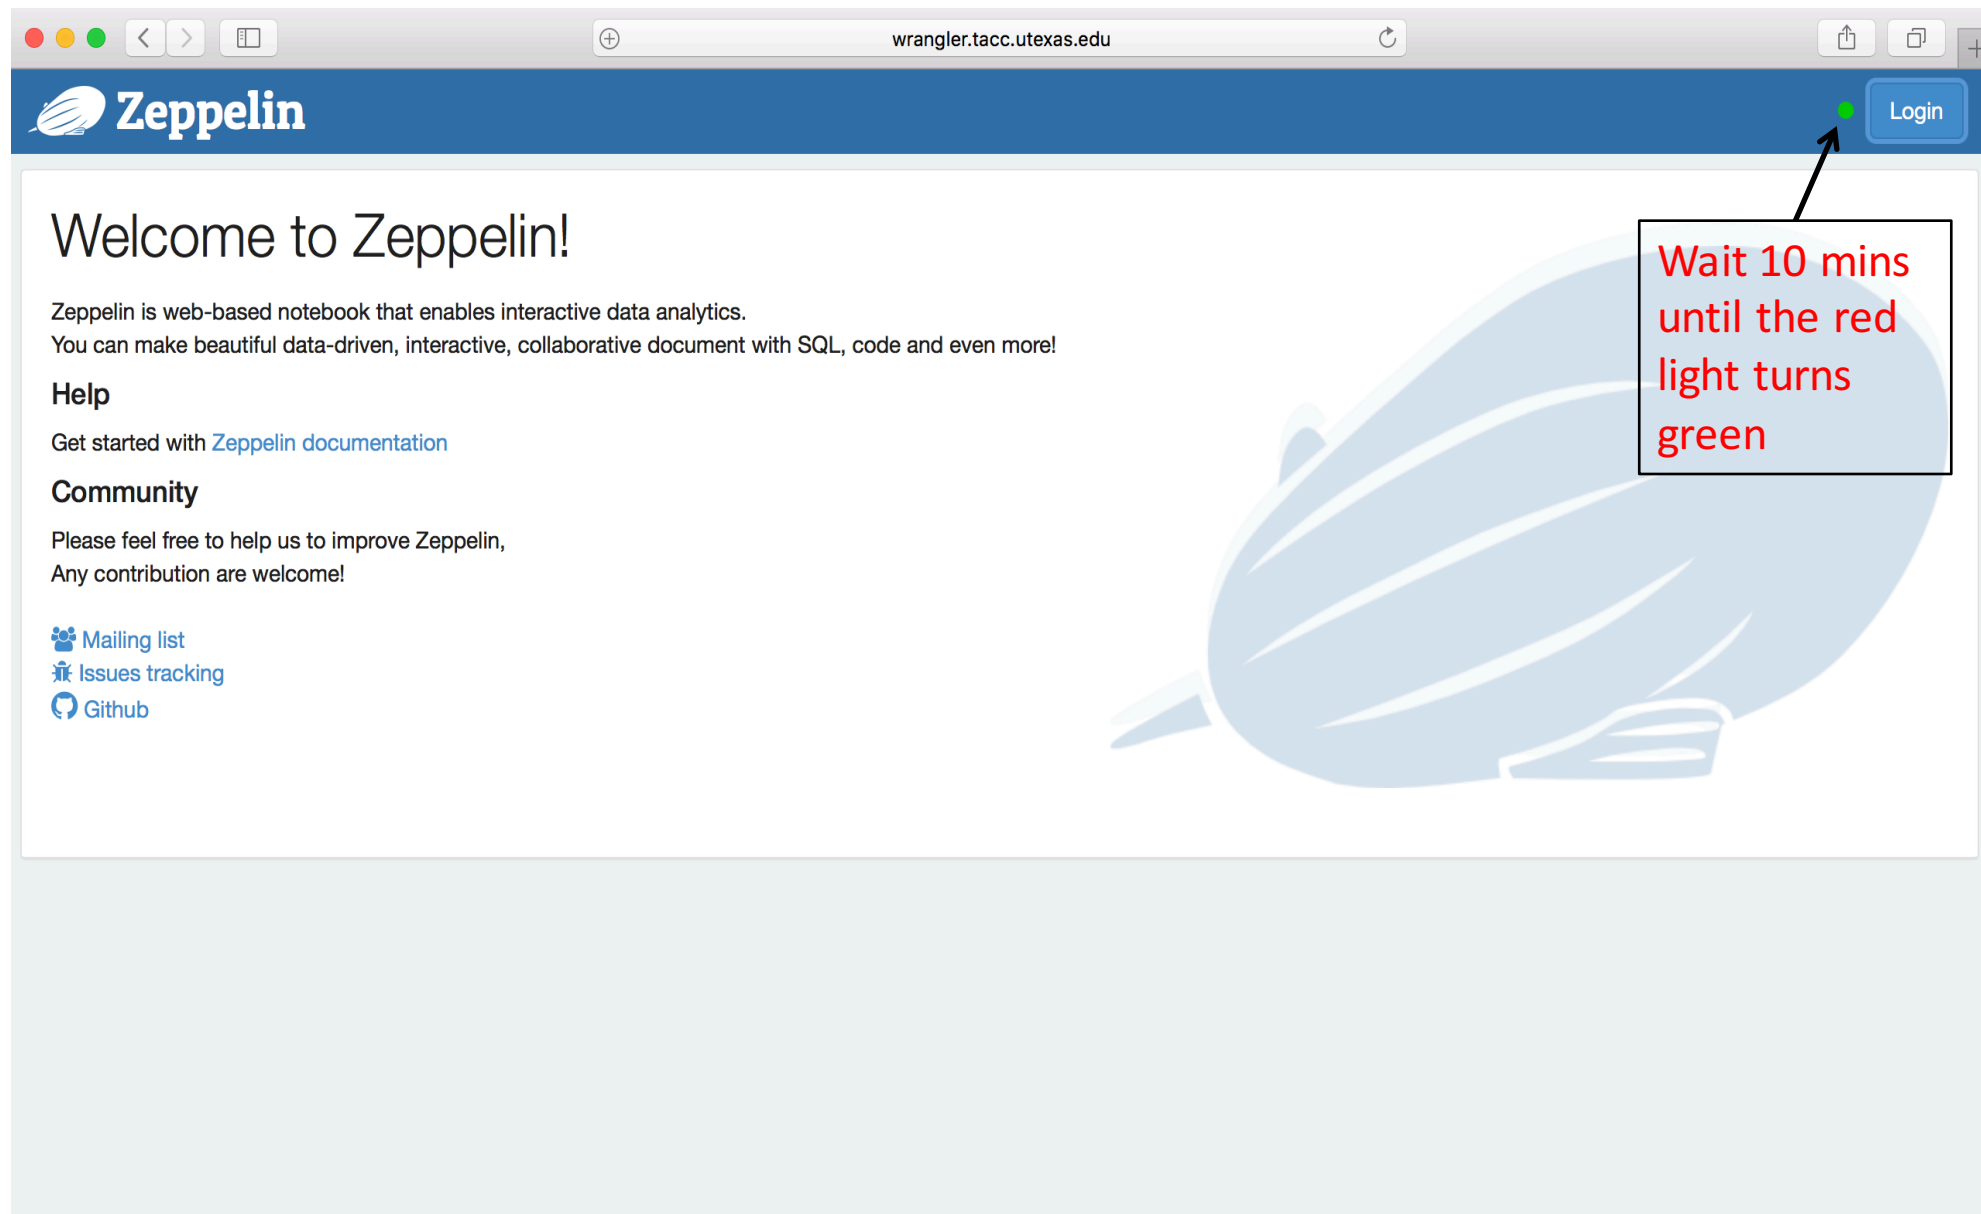 wrangler.tacc.utexas.edu
Zeppelin
Login
Welcome to Zeppelin!
Zeppelin is web-based notebook that enables interactive data analytics.
You can make beautiful data-driven, interactive, collaborative document with SQL, code and even more!
Help
Get started with Zeppelin documentation
Community
Please feel free to help us to improve Zeppelin,
Any contribution are welcome!
Mailing list
Issues tracking
Github
Wait 10 mins
until the red
light turns
green